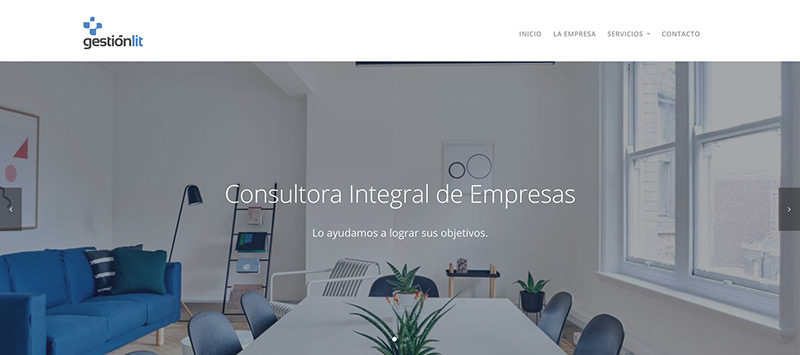 gestiónlit
INICIO LA EMPRESA SERVICIOS CONTACTO
Consultora Integral de Empresas
Lo ayudamos a lograr sus objetivos.